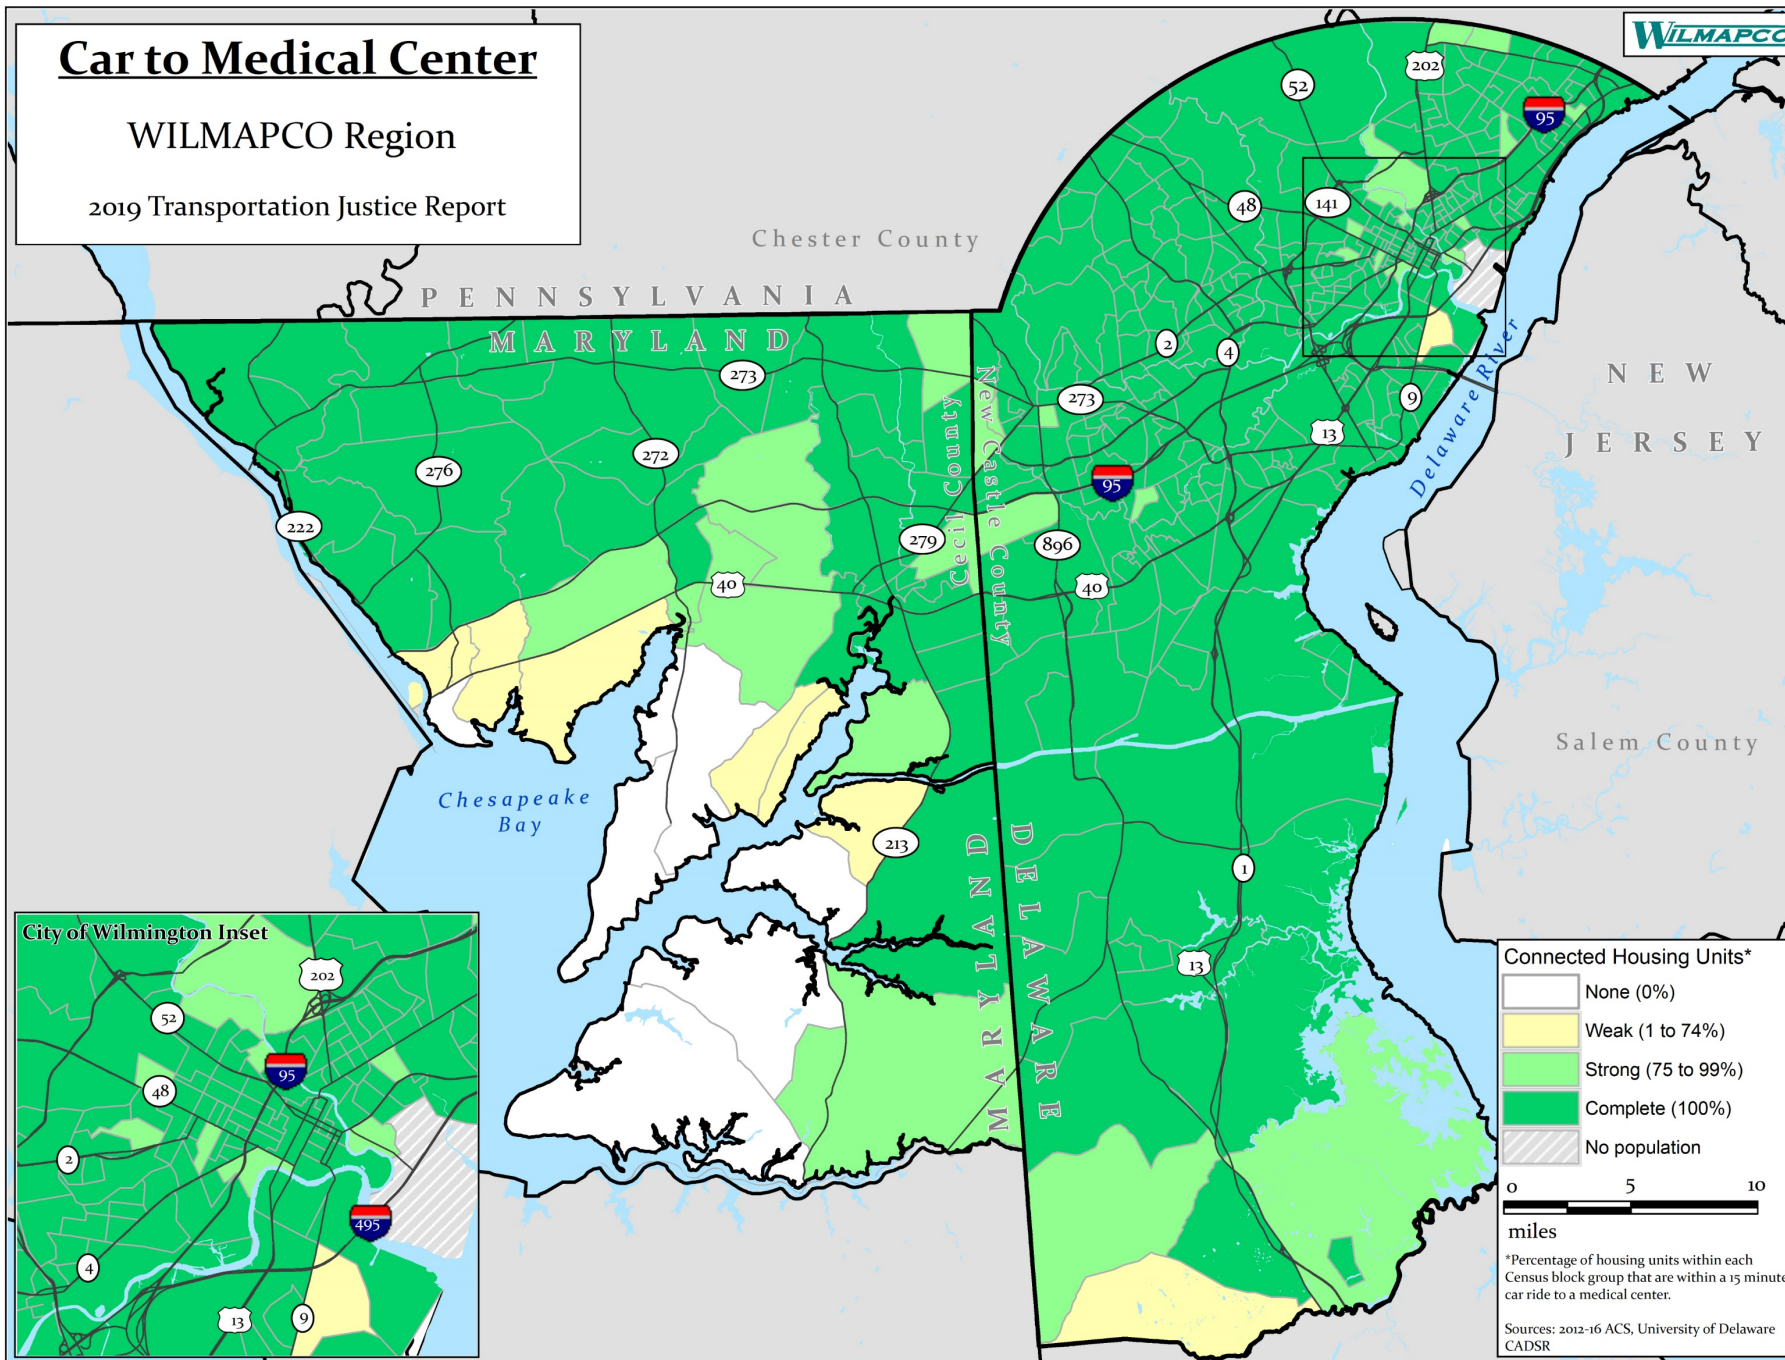 Car to Medical Center
WILMAPCO Region
2019 Transportation Justice Report
WILMAPCO
202
52
95
48
141
Chester County
PENNSYLVANIA
MARYLAND
273
2
4
273
9
13
Delaware River
NEW
JERSEY
276
272
222
Cecil County
New Castle County
95
279
896
40
40
Salem County
Chesapeake
Bay
213
1
13
MARYLAND
DELAWARE
City of Wilmington Inset
202
52
95
48
2
495
4
13
9
Connected Housing Units*
None (0%)
Weak (1 to 74%)
Strong (75 to 99%)
Complete (100%)
No population
0 5 10
miles
*Percentage of housing units within each
Census block group that are within a 15 minute
car ride to a medical center.
Sources: 2012-16 ACS, University of Delaware
CADSR